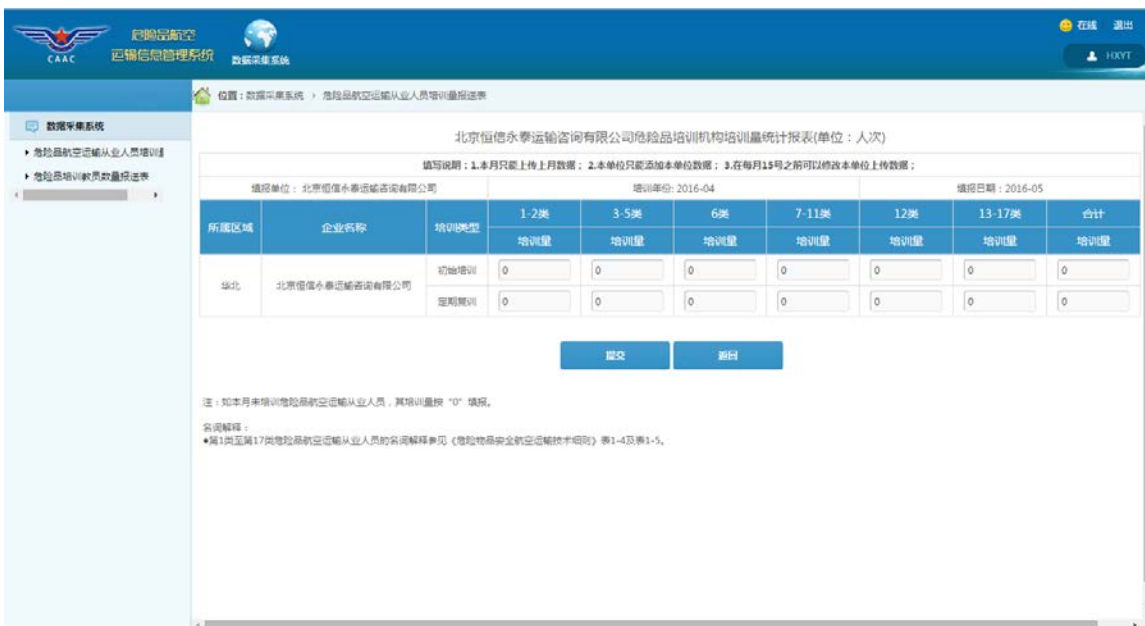 危险品航空 在线 退出
运输信息管理系统 数据采集系统
CAAC HXYT
位置：数据采集系统 › 危险品航空运输从业人员培训量报送表
数据采集系统
危险品航空运输从业人员培训量
危险品培训教员数量报送表
北京恒信永泰运输咨询有限公司危险品培训机构培训量统计报表(单位：人次)
填写说明：1.本月只能上传上月数据； 2.本单位只能添加本单位数据； 3.在每月15号之前可以修改本单位上传数据；
填报单位： 北京恒信永泰运输咨询有限公司 培训年份: 2016-04 填报日期：2016-05
所属区域 企业名称 培训类型 1-2类 3-5类 6类 7-11类 12类 13-17类 合计
培训量 培训量 培训量 培训量 培训量 培训量 培训量
华北 北京恒信永泰运输咨询有限公司 初始培训 0 0 0 0 0 0 0
定期复训 0 0 0 0 0 0 0
提交 返回
注：如本月未培训危险品航空运输从业人员，其培训量按 "0" 填报。
名词解释：
◆第1类至第17类危险品航空运输从业人员的名词解释参见《危险物品安全航空运输技术细则》表1-4及表1-5。